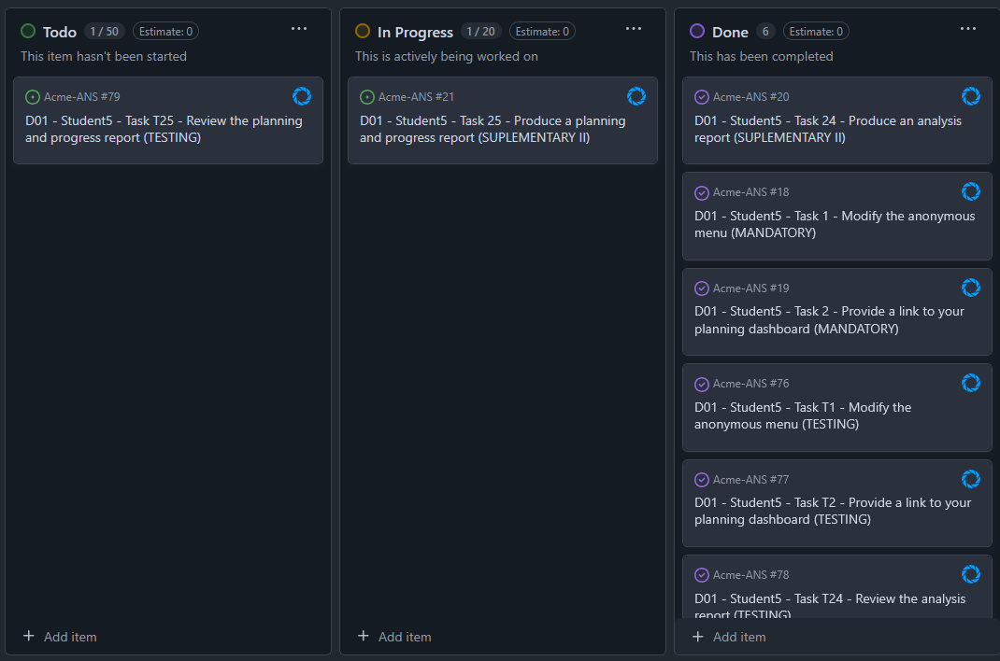 Todo 1 / 50 Estimate: 0
This item hasn't been started
Acme-ANS #79
D01 - Student5 - Task T25 - Review the planning
and progress report (TESTING)
+ Add item
In Progress 1 / 20 Estimate: 0
This is actively being worked on
Acme-ANS #21
D01 - Student5 - Task 25 - Produce a planning
and progress report (SUPLEMENTARY II)
+ Add item
Done 6 Estimate: 0
This has been completed
Acme-ANS #20
D01 - Student5 - Task 24 - Produce an analysis
report (SUPLEMENTARY II)
Acme-ANS #18
D01 - Student5 - Task 1 - Modify the anonymous
menu (MANDATORY)
Acme-ANS #19
D01 - Student5 - Task 2 - Provide a link to your
planning dashboard (MANDATORY)
Acme-ANS #76
D01 - Student5 - Task T1 - Modify the
anonymous menu (TESTING)
Acme-ANS #77
D01 - Student5 - Task T2 - Provide a link to your
planning dashboard (TESTING)
Acme-ANS #78
D01 - Student5 - Task T24 - Review the analysis
report (TESTING)
+ Add item